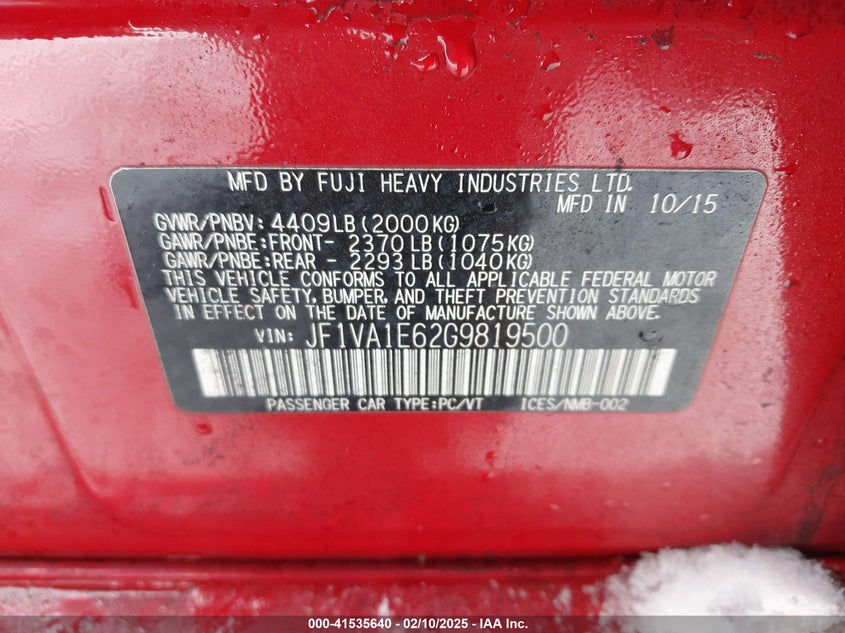 MFD BY FUJI HEAVY INDUSTRIES LTD.
MFD IN 10/15
GVWR/PNBV: 4409LB(2000KG)
GAWR/PNBE:FRONT- 2370LB(1075KG)
GAWR/PNBE:REAR - 2293LB(1040KG)
THIS VEHICLE CONFORMS TO ALL APPLICABLE FEDERAL MOTOR
VEHICLE SAFETY, BUMPER, AND THEFT PREVENTION STANDARDS
IN EFFECT ON THE DATE OF MANUFACTURE SHOWN ABOVE.
VIN: JF1VA1E62G9819500
PASSENGER CAR TYPE:PC/VT ICES/NMB-002
000-41535640 - 02/10/2025 - IAA Inc.